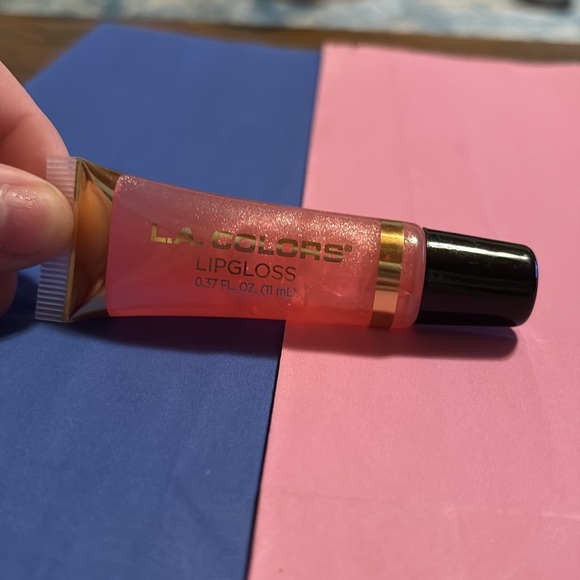 L.A. COLORS®
LIPGLOSS
0.37 FL. OZ. (11 mL)